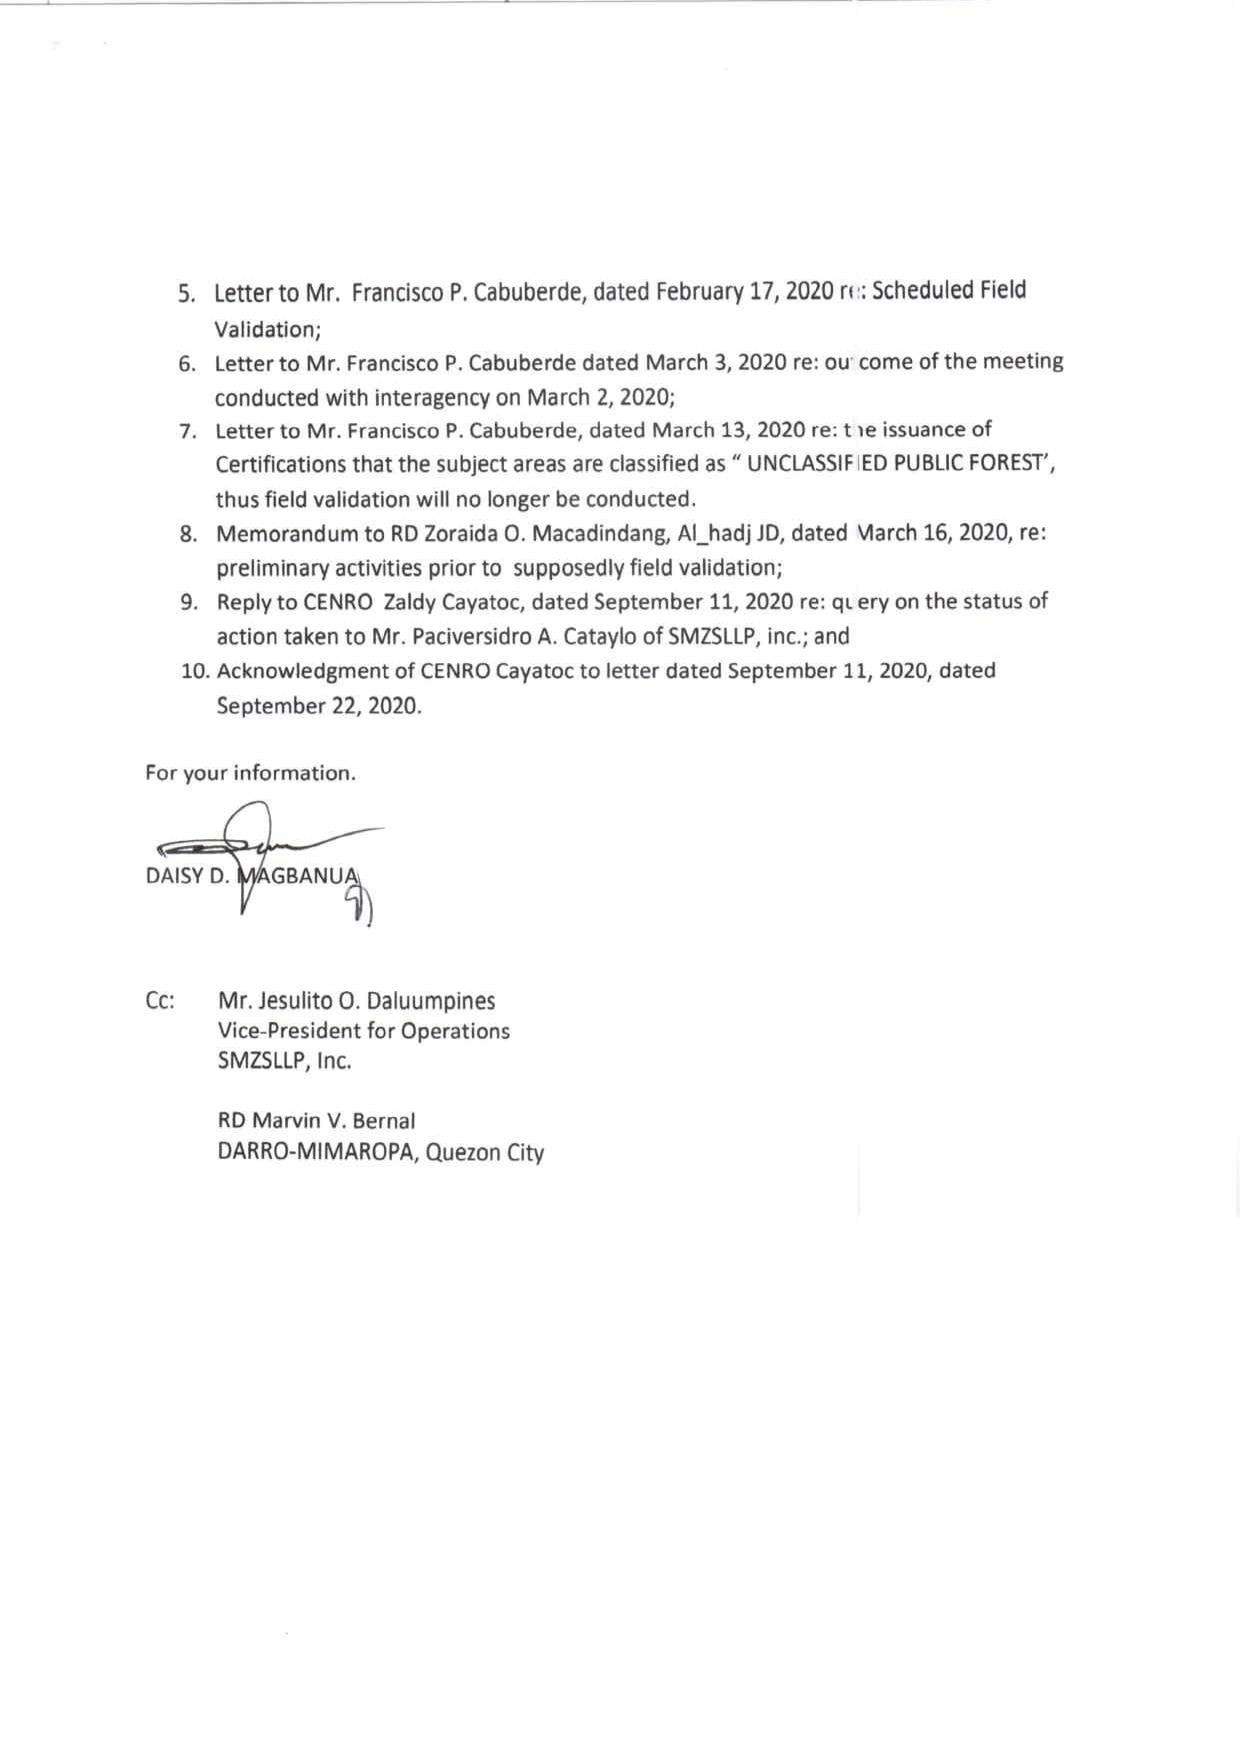 5. Letter to Mr. Francisco P. Cabuberde, dated February 17, 2020 re: Scheduled Field
Validation;
6. Letter to Mr. Francisco P. Cabuberde dated March 3, 2020 re: ou come of the meeting
conducted with interagency on March 2, 2020;
7. Letter to Mr. Francisco P. Cabuberde, dated March 13, 2020 re: the issuance of
Certifications that the subject areas are classified as “ UNCLASSIFIED PUBLIC FOREST’,
thus field validation will no longer be conducted.
8. Memorandum to RD Zoraida O. Macadindang, Al_hadj JD, dated March 16, 2020, re:
preliminary activities prior to supposedly field validation;
9. Reply to CENRO Zaldy Cayatoc, dated September 11, 2020 re: query on the status of
action taken to Mr. Paciversidro A. Cataylo of SMZSLLP, inc.; and
10. Acknowledgment of CENRO Cayatoc to letter dated September 11, 2020, dated
September 22, 2020.
For your information.
DAISY D. MAGBANUA
Cc: Mr. Jesulito O. Daluumpines
Vice-President for Operations
SMZSLLP, Inc.
RD Marvin V. Bernal
DARRO-MIMAROPA, Quezon City